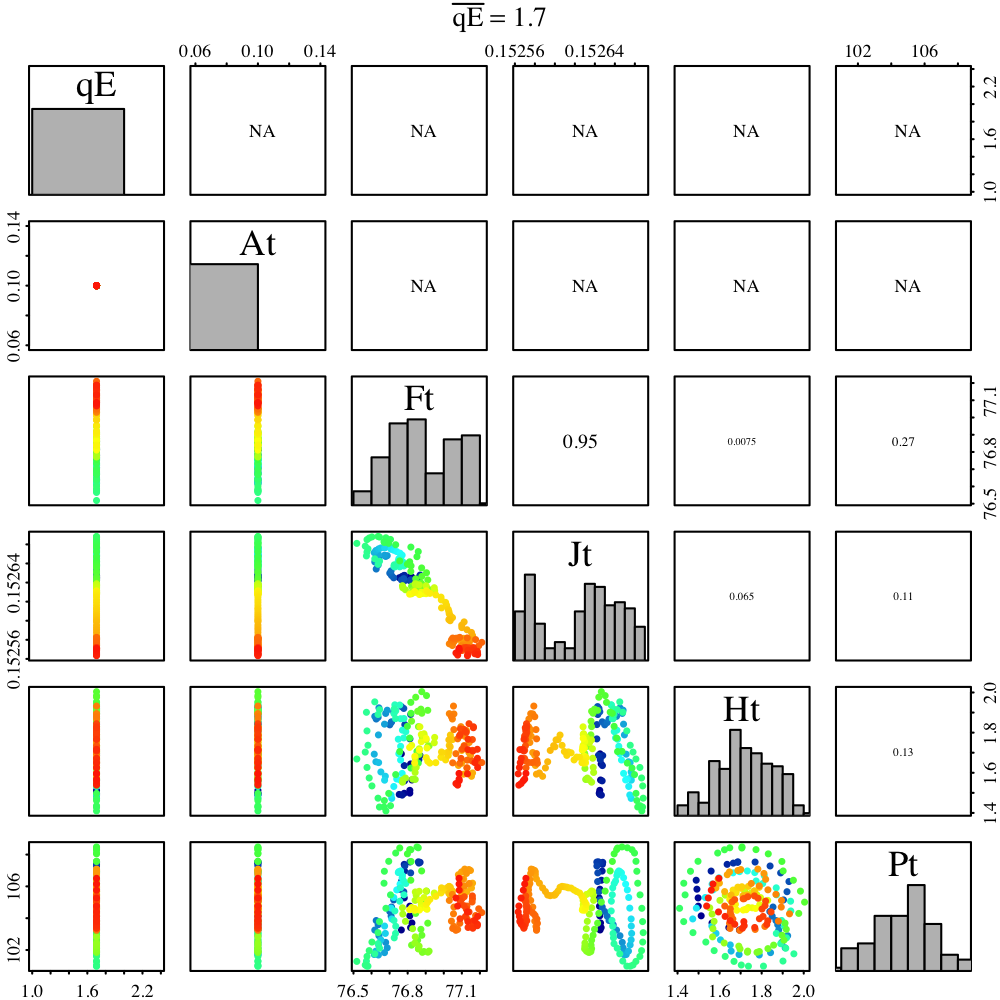 qE = 1.7
0.06 0.10 0.14 0.15256 0.15264 102 106
qE NA NA NA NA NA 1.0 1.6 2.2
0.06 0.10 0.14 At NA NA NA NA
Ft 0.95 0.0075 0.27 76.5 76.8 77.1
0.15256 0.15264 Jt 0.065 0.11
Ht 0.13 1.4 1.6 1.8 2.0
102 106 Pt
1.0 1.6 2.2 76.5 76.8 77.1 1.4 1.6 1.8 2.0